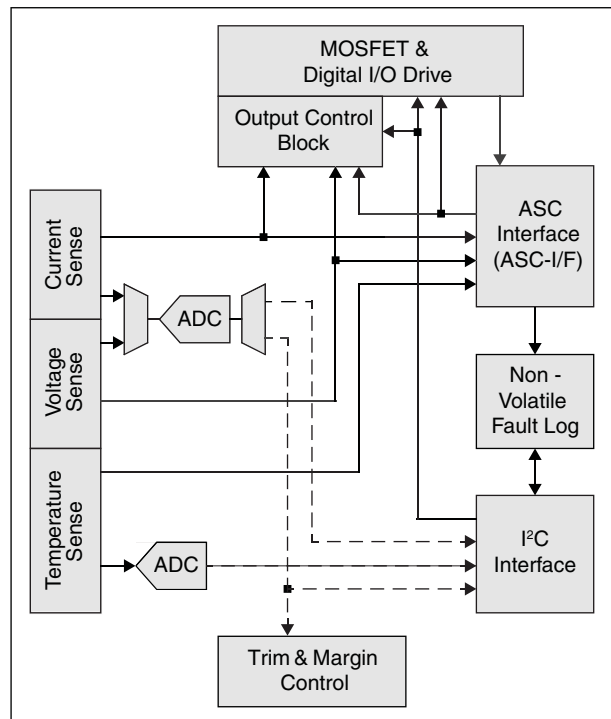 MOSFET &
Digital I/O Drive
Output Control
Block
ASC
Interface
(ASC-I/F)
Current
Sense
ADC
Voltage
Sense
Non -
Volatile
Fault Log
Temperature
Sense
ADC
I²C
Interface
Trim & Margin
Control